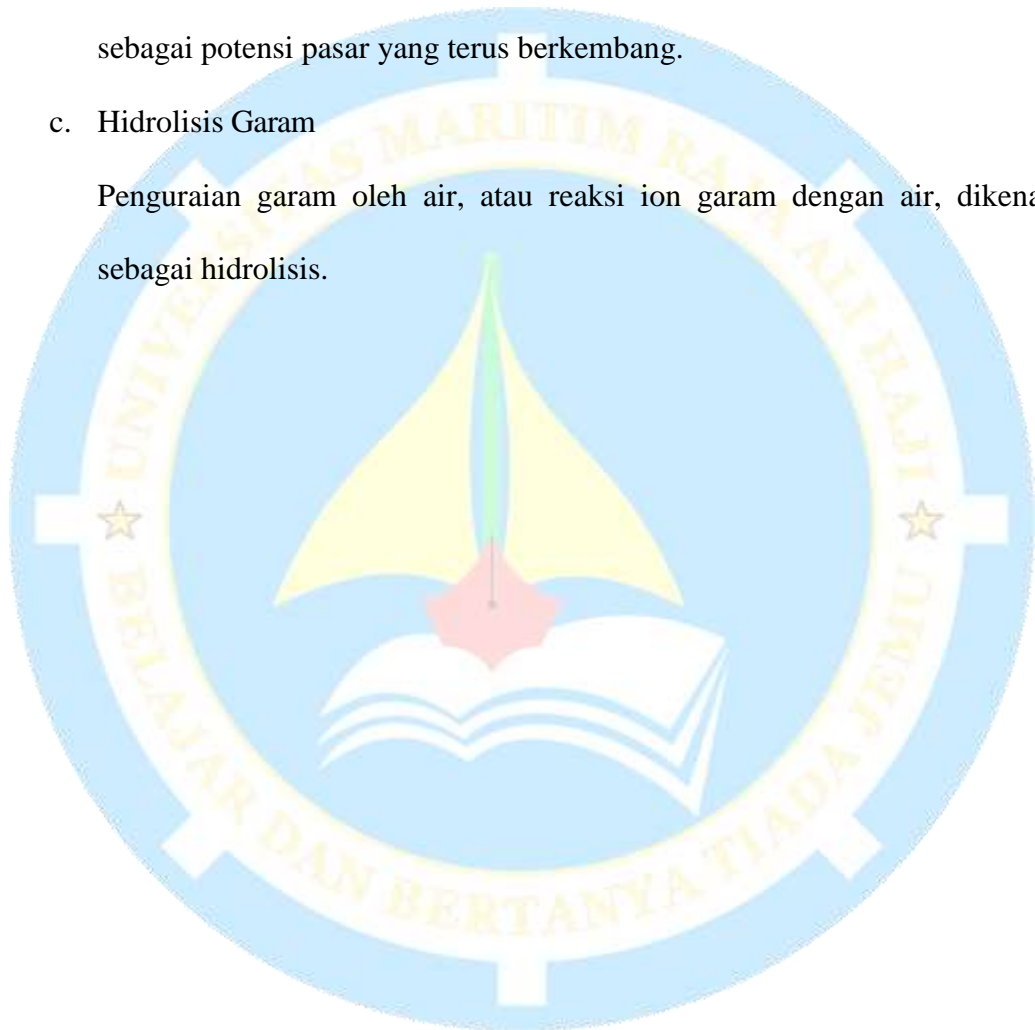 sebagai potensi pasar yang terus berkembang.
c. Hidrolisis Garam
Penguraian garam oleh air, atau reaksi ion garam dengan air, dikena
sebagai hidrolisis.
UNIVERSITAS MARITIM RAJA ALI HAJI
BELAJAR DAN BERTANYA TIADA JEMU